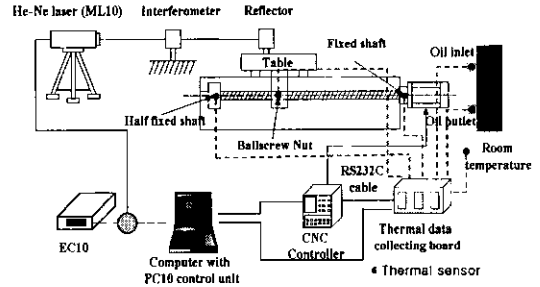 He-Ne laser (ML10)
Interferometer
Reflector
Fixed shaft
Oil inlet
Table
Half fixed shaft
Ballscrew Nut
Oil outlet
Room
temperature
RS232C
cable
EC10
Computer with
PC10 control unit
CNC
Controller
Thermal data
collecting board
Thermal sensor